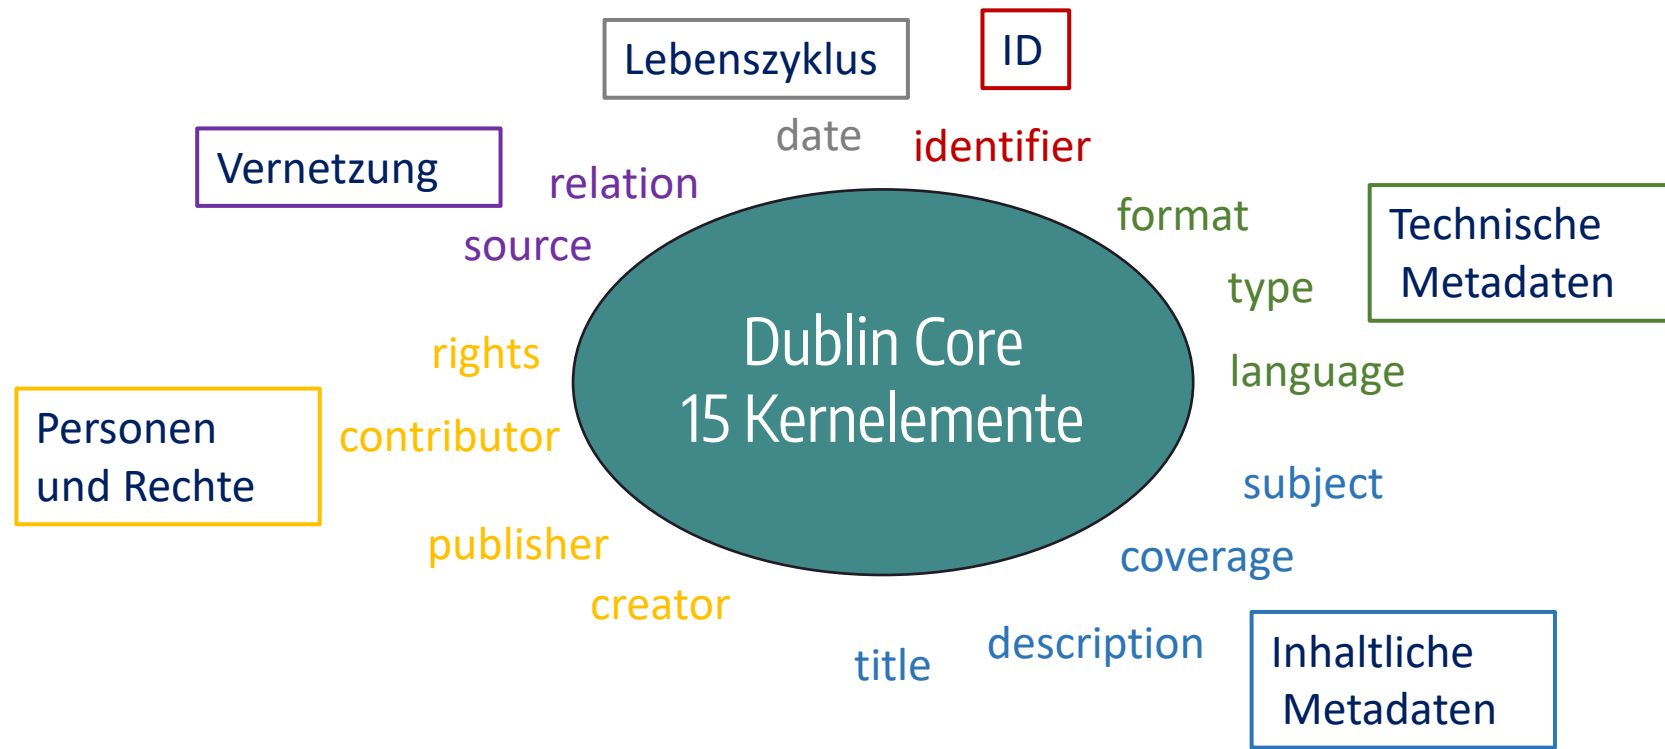 Lebenszyklus
ID
date
identifier
Vernetzung
relation
source
format
type
language
Technische
Metadaten
Dublin Core
15 Kernelemente
rights
contributor
publisher
creator
Personen
und Rechte
subject
coverage
description
title
Inhaltliche
Metadaten